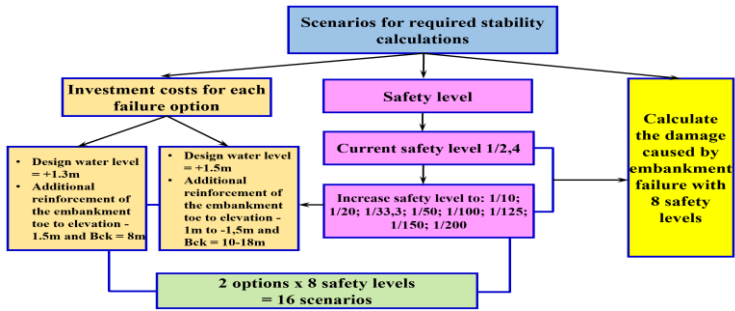 Scenarios for required stability
calculations
Investment costs for each
failure option
Safety level
Calculate
the damage
caused by
embankment
failure with
8 safety
levels
Current safety level 1/2,4
• Design water level
= +1.3m
• Additional
reinforcement of
the embankment
toe to elevation -
1.5m and Bck = 8m
• Design water level
= +1.5m
• Additional
reinforcement of
the embankment
toe to elevation -
1m to -1,5m and
Bck = 10-18m
Increase safety level to: 1/10;
1/20; 1/33,3; 1/50; 1/100; 1/125;
1/150; 1/200
2 options x 8 safety levels
= 16 scenarios